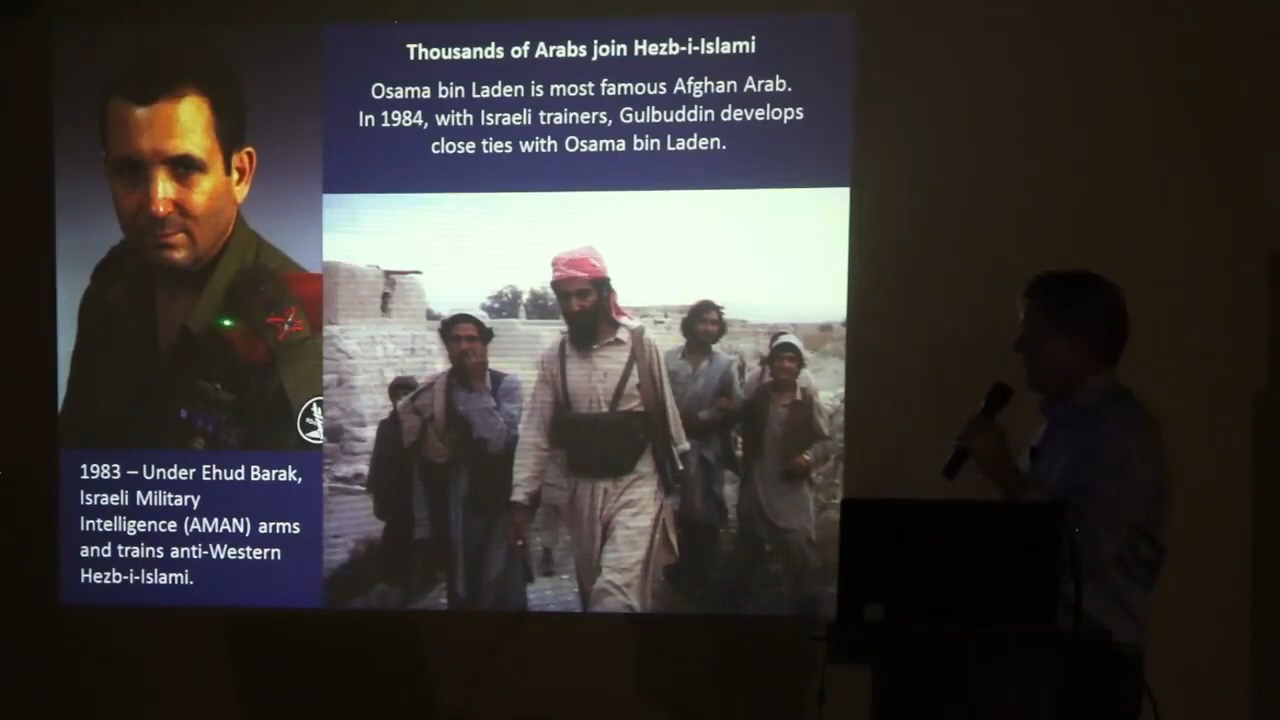 Thousands of Arabs join Hezb-i-Islami
Osama bin Laden is most famous Afghan Arab.
In 1984, with Israeli trainers, Gulbuddin develops
close ties with Osama bin Laden.
1983 – Under Ehud Barak,
Israeli Military
Intelligence (AMAN) arms
and trains anti-Western
Hezb-i-Islami.